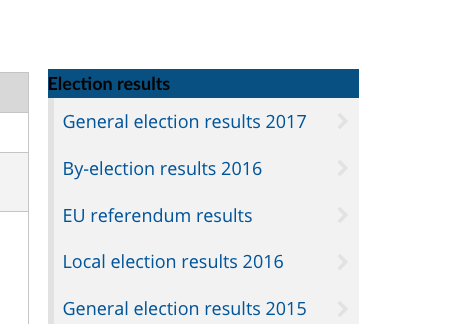 Election results
General election results 2017
By-election results 2016
EU referendum results
Local election results 2016
General election results 2015